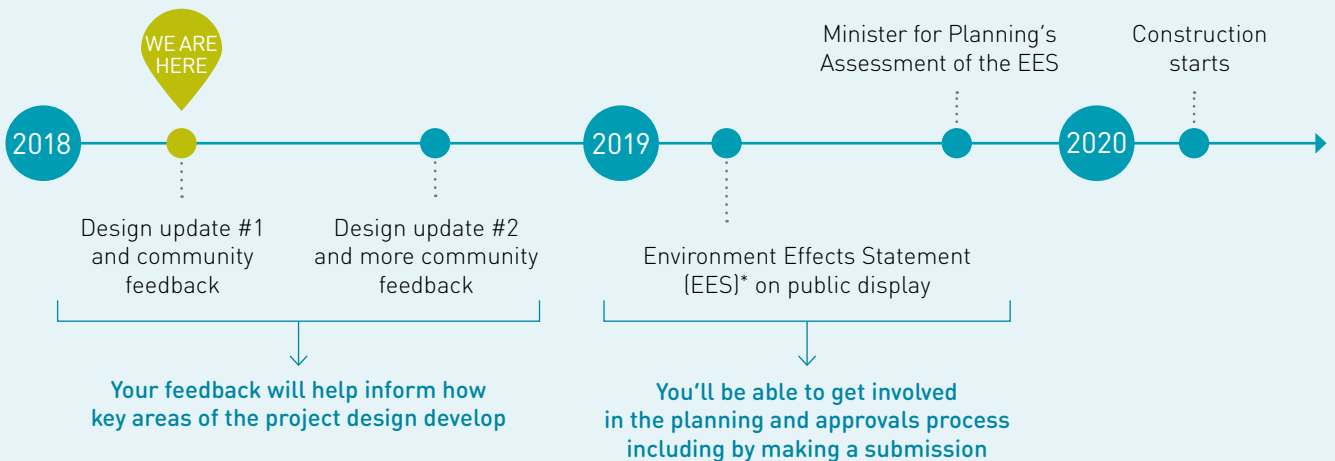 WE ARE
HERE
Minister for Planning's
Assessment of the EES
Construction
starts
2018
2019
2020
Design update #1
and community
feedback
Design update #2
and more community
feedback
Environment Effects Statement
(EES)* on public display
Your feedback will help inform how
key areas of the project design develop
You'll be able to get involved
in the planning and approvals process
including by making a submission